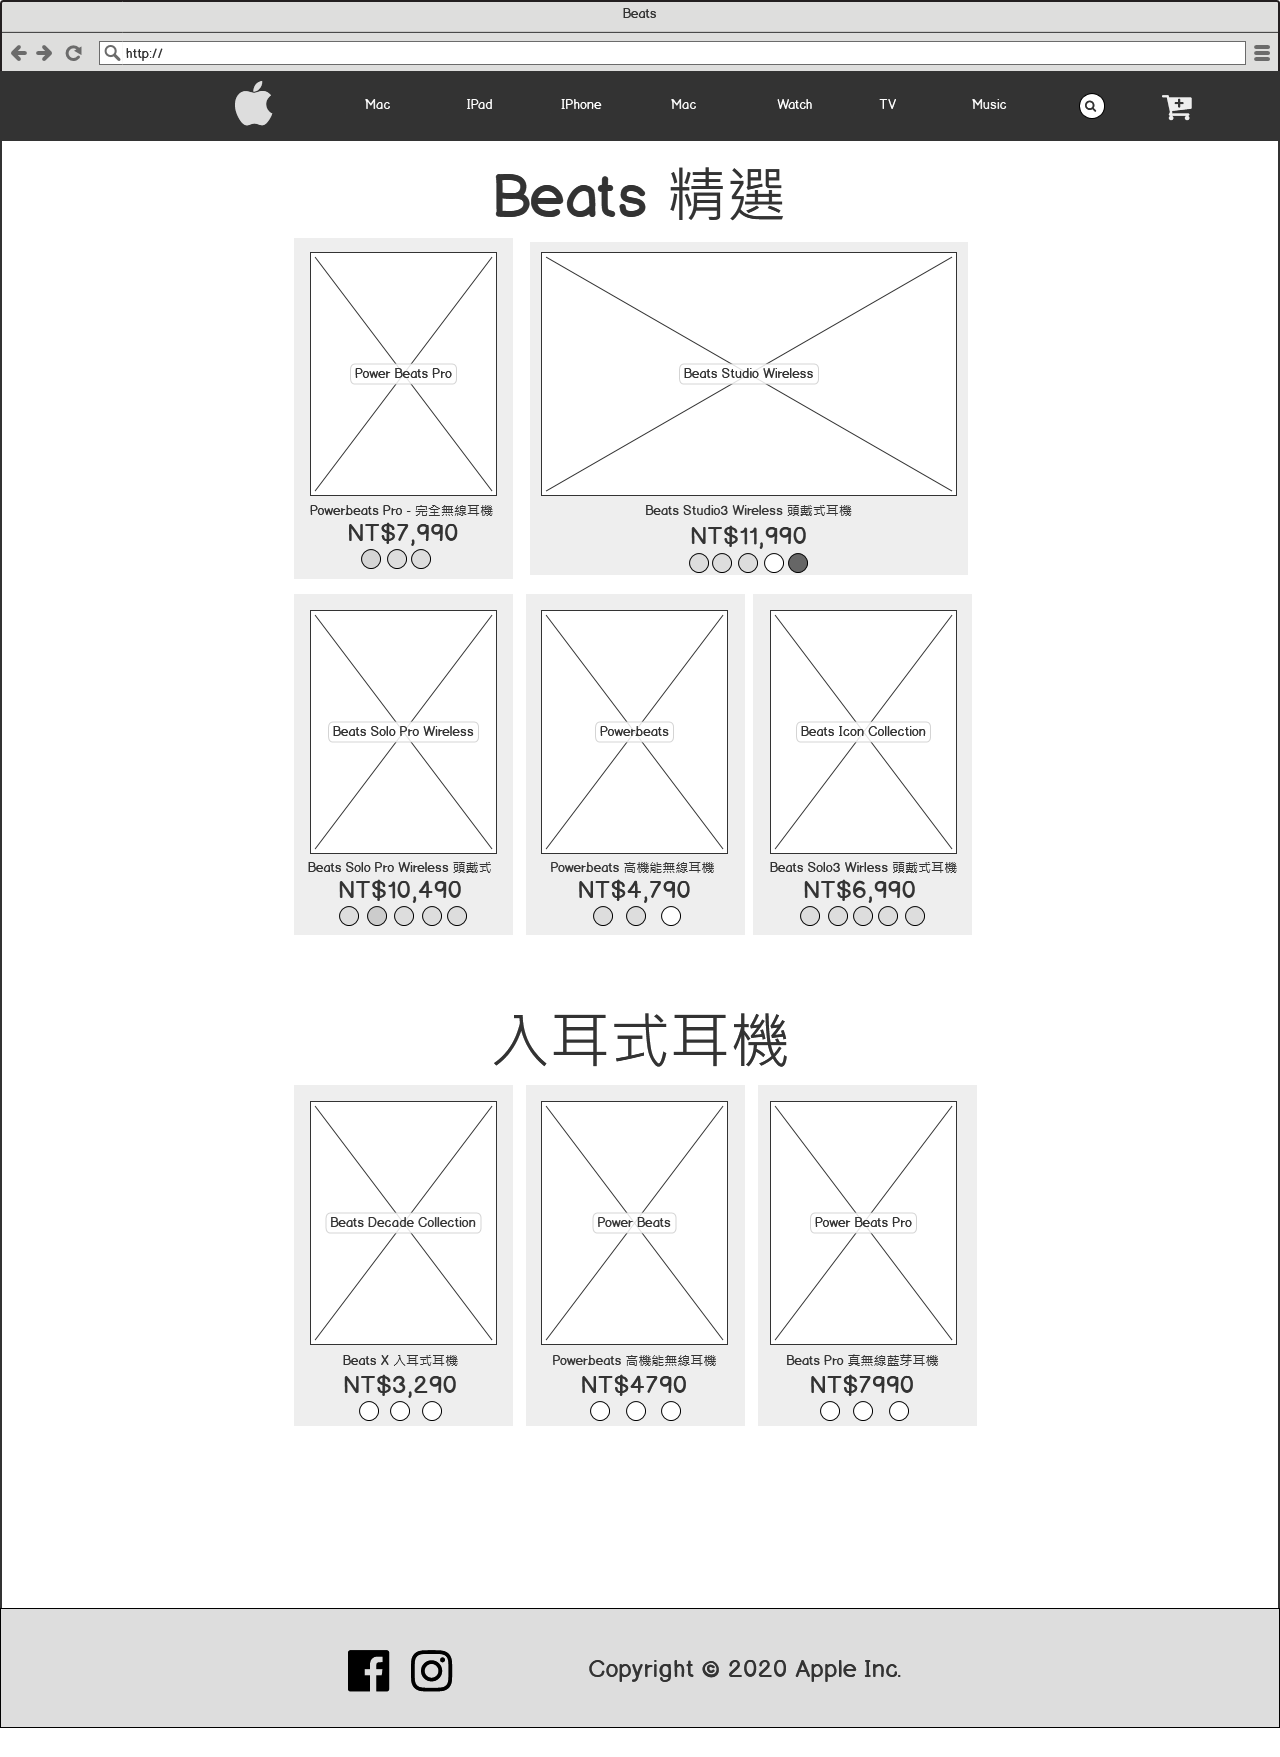 Beats
http://
Mac IPad IPhone Mac Watch TV Music
Beats 精選
Power Beats Pro
Powerbeats Pro - 完全無線耳機
NT$7,990
Beats Studio Wireless
Beats Studio3 Wireless 頭戴式耳機
NT$11,990
Beats Solo Pro Wireless
Beats Solo Pro Wireless 頭戴式
NT$10,490
Powerbeats
Powerbeats 高機能無線耳機
NT$4,790
Beats Icon Collection
Beats Solo3 Wirless 頭戴式耳機
NT$6,990
入耳式耳機
Beats Decade Collection
Beats X 入耳式耳機
NT$3,290
Power Beats
Powerbeats 高機能無線耳機
NT$4790
Power Beats Pro
Beats Pro 真無線藍芽耳機
NT$7990
Copyright © 2020 Apple Inc.